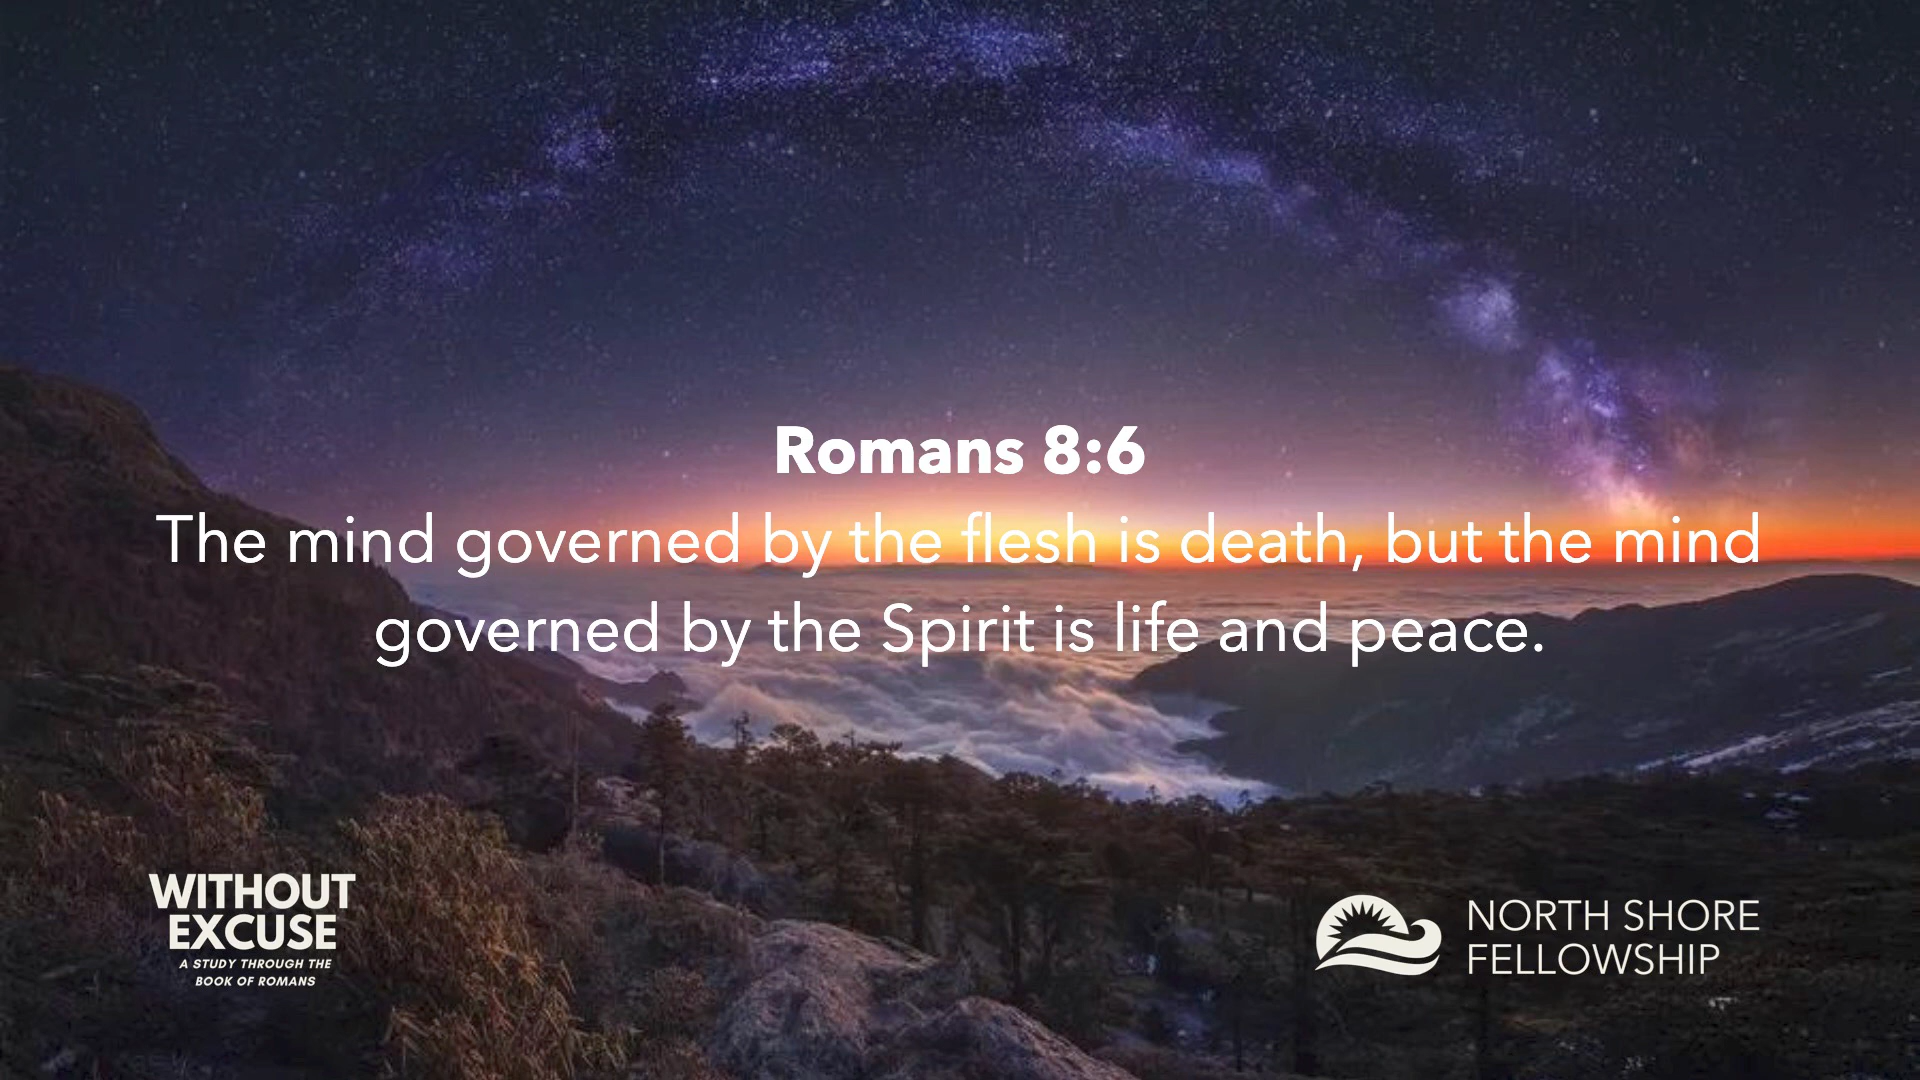 Romans 8:6
The mind governed by the flesh is death, but the mind
governed by the Spirit is life and peace.
WITHOUT
EXCUSE
A STUDY THROUGH THE
BOOK OF ROMANS
NORTH SHORE
FELLOWSHIP